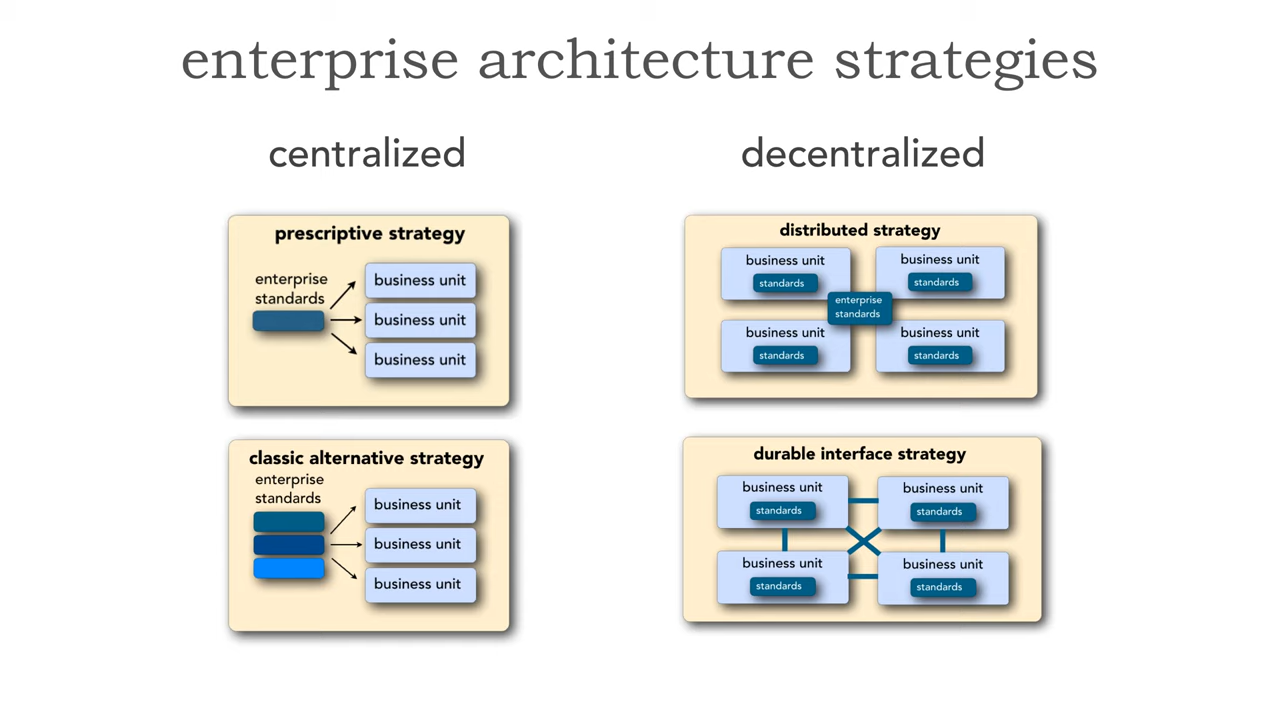 enterprise architecture strategies
centralized
prescriptive strategy
enterprise
standards
business unit
business unit
business unit
classic alternative strategy
enterprise
standards
business unit
business unit
business unit
decentralized
distributed strategy
business unit
standards
business unit
standards
enterprise
standards
business unit
standards
business unit
standards
durable interface strategy
business unit
standards
business unit
standards
business unit
standards
business unit
standards